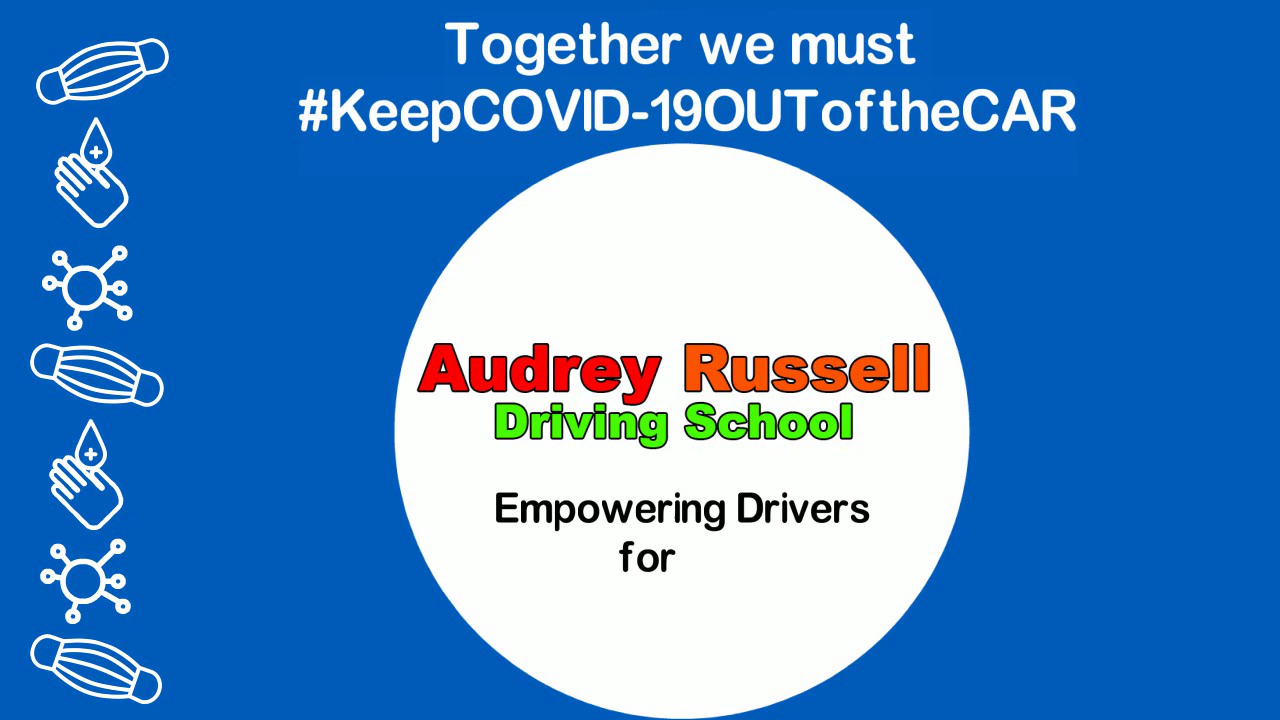 Together we must
#KeepCOVID-19OUToftheCAR
Audrey Russell
Driving School
Empowering Drivers
for